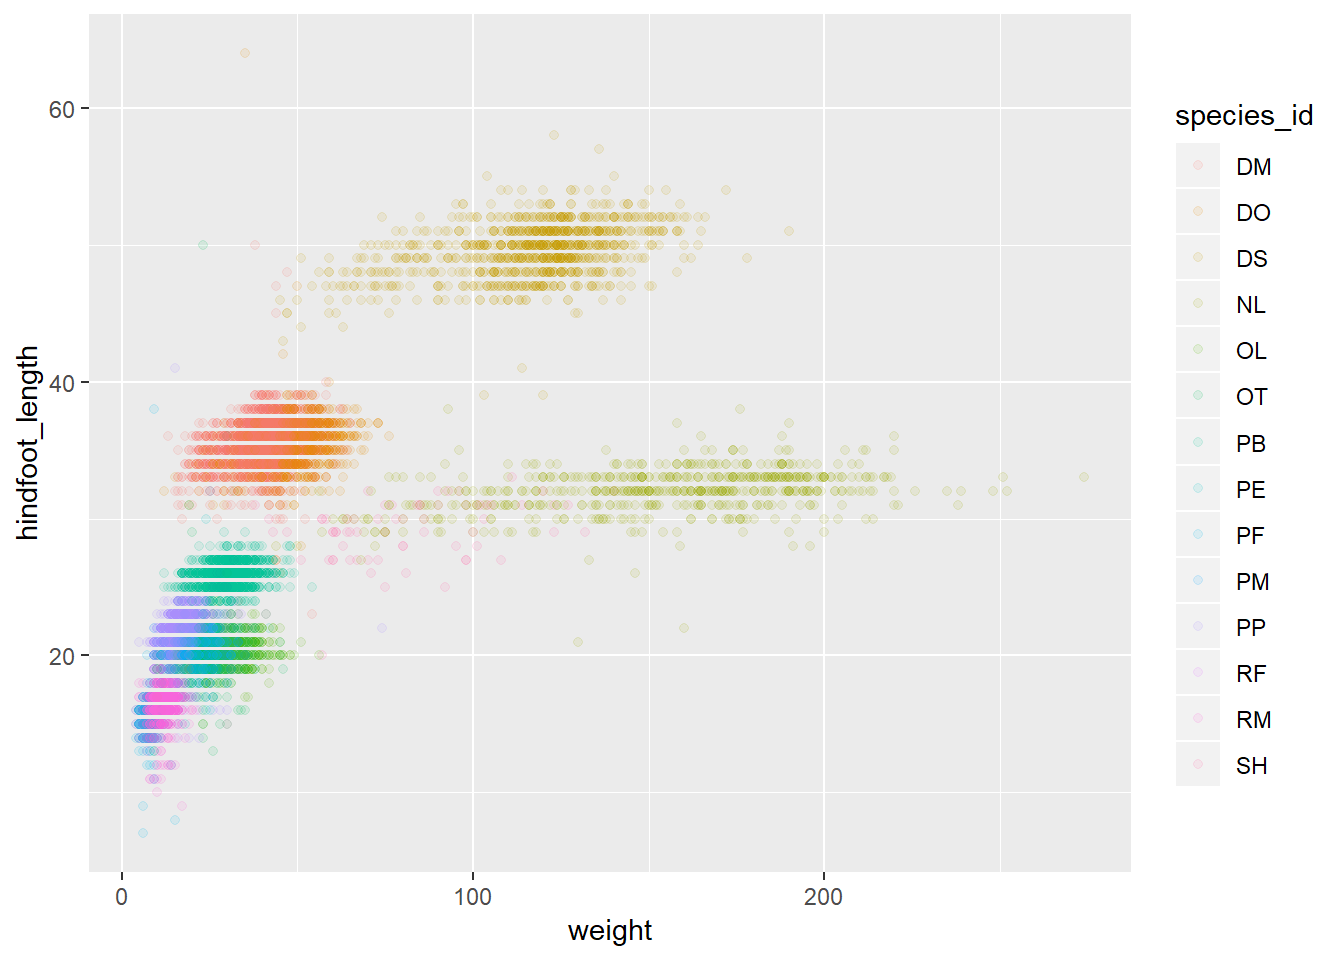 60
40
20
0
100
200
weight
hindfoot_length
species_id
DM
DO
DS
NL
OL
OT
PB
PE
PF
PM
PP
RF
RM
SH